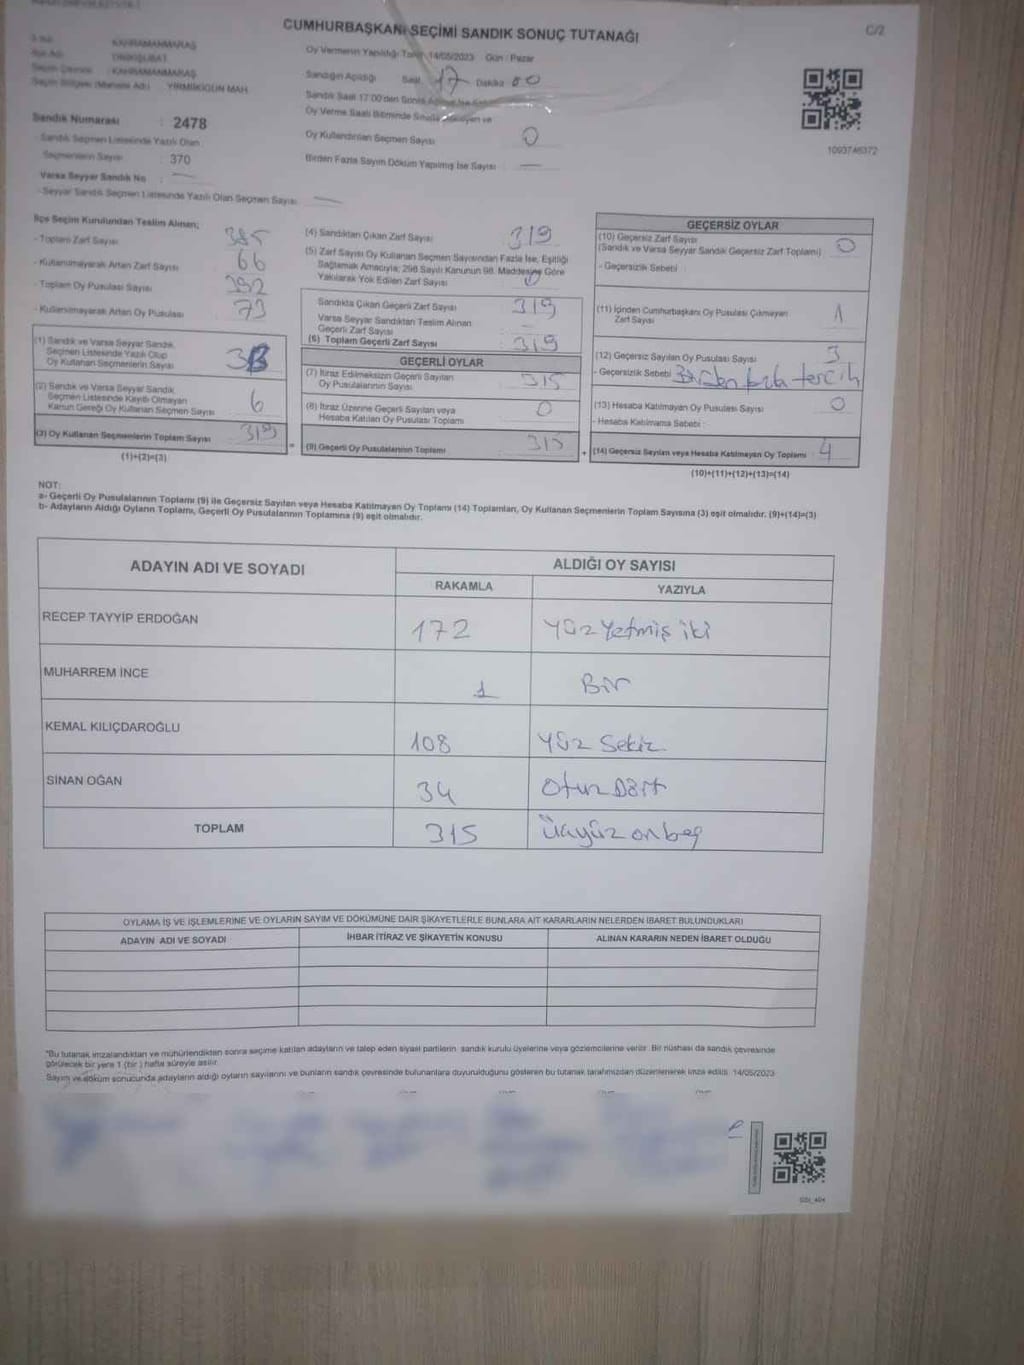 CUMHURBAŞKANI SEÇİMİ SANDIK SONUÇ TUTANAĞI
C/2
KAHRAMANMARAŞ
ONİKİŞUBAT
Seçim Çevresi : KAHRAMANMARAŞ
Seçim Bölgesi (Mahalle Adı) : YİRMİİKİGÜN MAH.
Sandık Numarası : 2478
- Sandık Seçmen Listesinde Yazılı Olan
Seçmenlerin Sayısı : 370
Varsa Seyyar Sandık No : —
- Seyyar Sandık Seçmen Listesinde Yazılı Olan Seçmen Sayısı : —
Oy Vermenin Yapıldığı Tarih : 14/05/2023 Gün : Pazar
Sandığın Açıldığı Saat : 17 Dakika 00
Sandık Saat 17:00'den Sonra
Oy Verme Saati Bitiminde Sırada Bekleyen ve
Oy Kullandırılan Seçmen Sayısı : 0
Birden Fazla Sayım Döküm Yapılmış İse Sayısı : —
1093746372
İlçe Seçim Kurulundan Teslim Alınan;
- Toplam Zarf Sayısı : 385
- Kullanılmayarak Artan Zarf Sayısı : 66
- Toplam Oy Pusulası Sayısı : 392
- Kullanılmayarak Artan Oy Pusulası : 73
(1) Sandık ve Varsa Seyyar Sandık
Seçmen Listesinde Yazılı Olup
Oy Kullanan Seçmenlerin Sayısı
(2) Sandık ve Varsa Seyyar Sandık
Seçmen Listesinde Kayıtlı Olmayan
Kanun Gereği Oy Kullanan Seçmen Sayısı : 6
(3) Oy Kullanan Seçmenlerin Toplam Sayısı : 319
(1)+(2)=(3)
(4) Sandıktan Çıkan Zarf Sayısı : 319
(5) Zarf Sayısı Oy Kullanan Seçmen Sayısından Fazla İse, Eşitliği
Sağlamak Amacıyla; 298 Sayılı Kanunun 98. Maddesine Göre
Yakılarak Yok Edilen Zarf Sayısı : 0
Sandıkta Çıkan Geçerli Zarf Sayısı : 319
Varsa Seyyar Sandıktan Teslim Alınan
Geçerli Zarf Sayısı : —
(6) Toplam Geçerli Zarf Sayısı : 319
GEÇERLİ OYLAR
(7) İtiraz Edilmeksizin Geçerli Sayılan
Oy Pusulalarının Sayısı : 315
(8) İtiraz Üzerine Geçerli Sayılan veya
Hesaba Katılan Oy Pusulası Toplamı : 0
(9) Geçerli Oy Pusulalarının Toplamı : 315
GEÇERSİZ OYLAR
(10) Geçersiz Zarf Sayısı
(Sandık ve Varsa Seyyar Sandık Geçersiz Zarf Toplamı) : 0
- Geçersizlik Sebebi :
(11) İçinden Cumhurbaşkanı Oy Pusulası Çıkmayan
Zarf Sayısı : 1
(12) Geçersiz Sayılan Oy Pusulası Sayısı : 3
- Geçersizlik Sebebi : Birden fazla tercih
(13) Hesaba Katılmayan Oy Pusulası Sayısı : 0
- Hesaba Katılmama Sebebi :
(14) Geçersiz Sayılan veya Hesaba Katılmayan Oy Toplamı : 4
(10)+(11)+(12)+(13)=(14)
NOT:
a- Geçerli Oy Pusulalarının Toplamı (9) ile Geçersiz Sayılan veya Hesaba Katılmayan Oy Toplamı (14) Toplamları, Oy Kullanan Seçmenlerin Toplam Sayısına (3) eşit olmalıdır. (9)+(14)=(3)
b- Adayların Aldığı Oyların Toplamı, Geçerli Oy Pusulalarının Toplamına (9) eşit olmalıdır.
ADAYIN ADI VE SOYADI
ALDIĞI OY SAYISI
RAKAMLA YAZIYLA
RECEP TAYYİP ERDOĞAN 172 Yüz Yetmiş iki
MUHARREM İNCE 1 Bir
KEMAL KILIÇDAROĞLU 108 Yüz Sekiz
SİNAN OĞAN 34 Otuz Dört
TOPLAM 315 Üçyüz onbeş
OYLAMA İŞ VE İŞLEMLERİNE VE OYLARIN SAYIM VE DÖKÜMÜNE DAİR ŞİKAYETLERLE BUNLARA AİT KARARLARIN NELERDEN İBARET BULUNDUKLARI
ADAYIN ADI VE SOYADI İHBAR İTİRAZ VE ŞİKAYETİN KONUSU ALINAN KARARIN NEDEN İBARET OLDUĞU
*Bu tutanak imzalandıktan ve mühürlendikten sonra seçime katılan adayların ve talep eden siyasi partilerin sandık kurulu üyelerine veya gözlemcilerine verilir. Bir nüshası da sandık çevresinde
görülecek bir yere 1 (bir) hafta süreyle asılır.
Sayım ve döküm sonucunda adayların aldığı oyların sayılarını ve bunların sandık çevresinde bulunanlara duyurulduğunu gösteren bu tutanak tarafımızdan düzenlenerek imza edildi. 14/05/2023